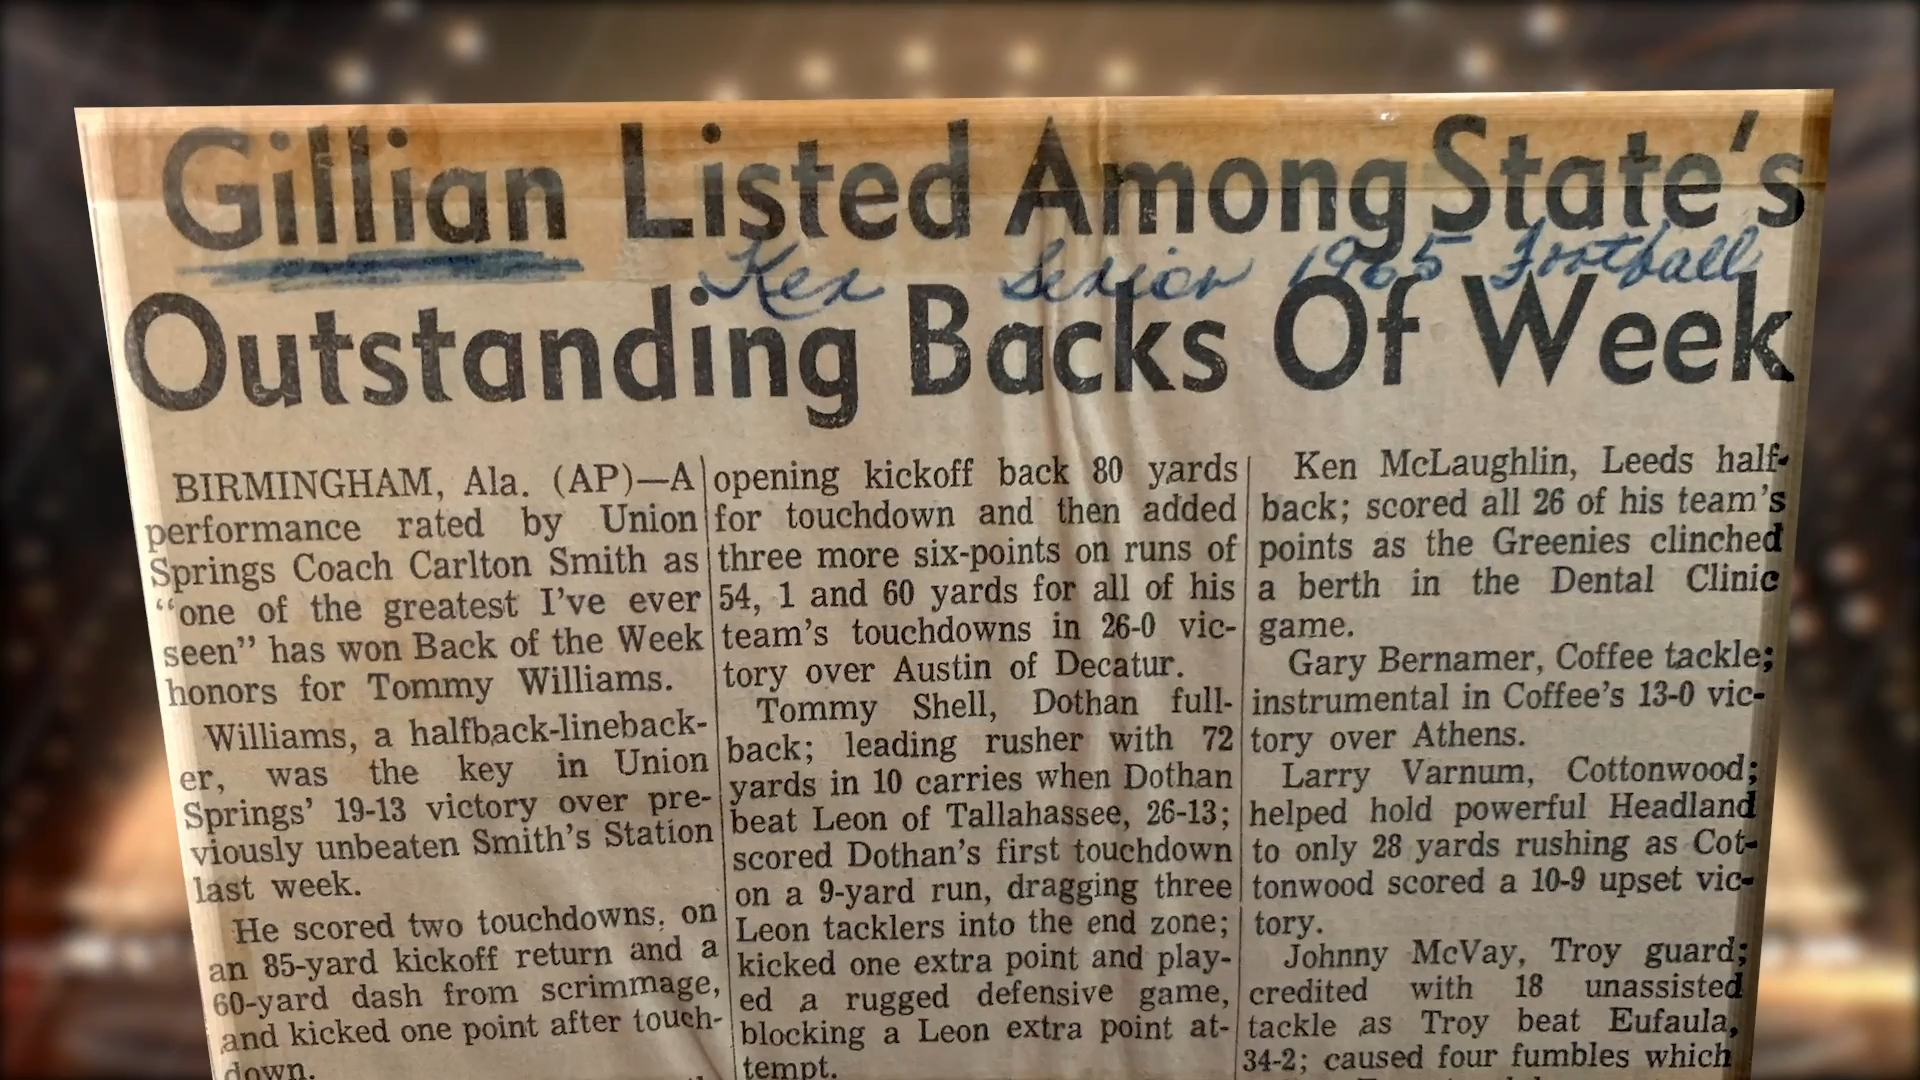 Gillian Listed Among State's
Rex Senior 1965 Football
Outstanding Backs Of Week
BIRMINGHAM, Ala. (AP)—A
performance rated by Union
Springs Coach Carlton Smith as
“one of the greatest I've ever
seen” has won Back of the Week
honors for Tommy Williams.
Williams, a halfback-lineback-
er, was the key in Union
Springs' 19-13 victory over pre-
viously unbeaten Smith's Station
last week.
He scored two touchdowns, on
an 85-yard kickoff return and a
60-yard dash from scrimmage,
and kicked one point after touch-
down.
opening kickoff back 80 yards
for touchdown and then added
three more six-points on runs of
54, 1 and 60 yards for all of his
team's touchdowns in 26-0 vic-
tory over Austin of Decatur.
Tommy Shell, Dothan full-
back; leading rusher with 72
yards in 10 carries when Dothan
beat Leon of Tallahassee, 26-13;
scored Dothan's first touchdown
on a 9-yard run, dragging three
Leon tacklers into the end zone;
kicked one extra point and play-
ed a rugged defensive game,
blocking a Leon extra point at-
tempt.
Ken McLaughlin, Leeds half-
back; scored all 26 of his team's
points as the Greenies clinched
a berth in the Dental Clinic
game.
Gary Bernamer, Coffee tackle;
instrumental in Coffee's 13-0 vic-
tory over Athens.
Larry Varnum, Cottonwood;
helped hold powerful Headland
to only 28 yards rushing as Cot-
tonwood scored a 10-9 upset vic-
tory.
Johnny McVay, Troy guard;
credited with 18 unassisted
tackle as Troy beat Eufaula,
34-2; caused four fumbles which